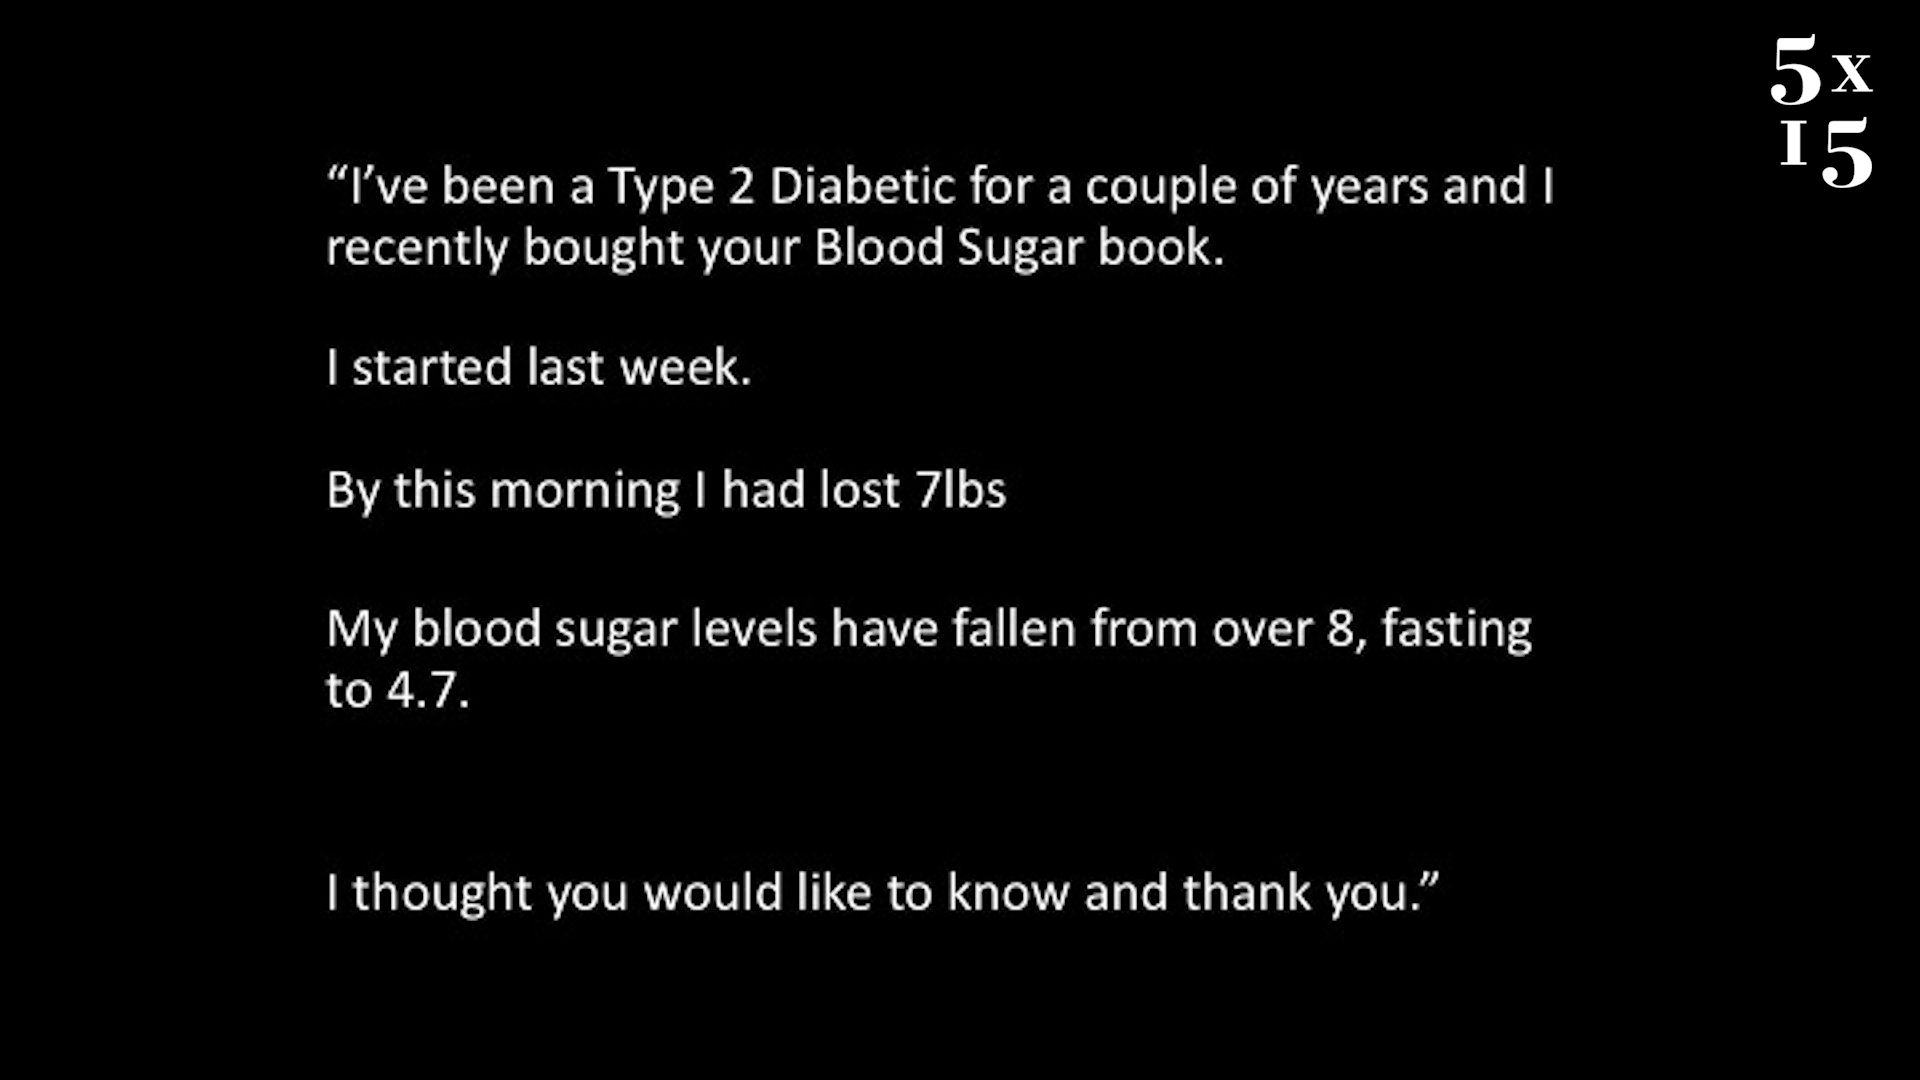 5x
15
“I’ve been a Type 2 Diabetic for a couple of years and I
recently bought your Blood Sugar book.
I started last week.
By this morning I had lost 7lbs
My blood sugar levels have fallen from over 8, fasting
to 4.7.
I thought you would like to know and thank you.”